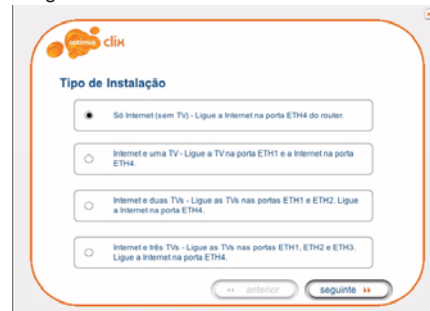 optimus clix
Tipo de Instalação
Só Internet (sem TV) - Ligue a Internet na porta ETH4 do router.
Internet e uma TV - Ligue a TV na porta ETH1 e a Internet na porta
ETH4.
Internet e duas TVs - Ligue as TVs nas portas ETH1 e ETH2. Ligue
a Internet na porta ETH4.
Internet e três TVs - Ligue as TVs nas portas ETH1, ETH2 e ETH3.
Ligue a Internet na porta ETH4.
anterior seguinte